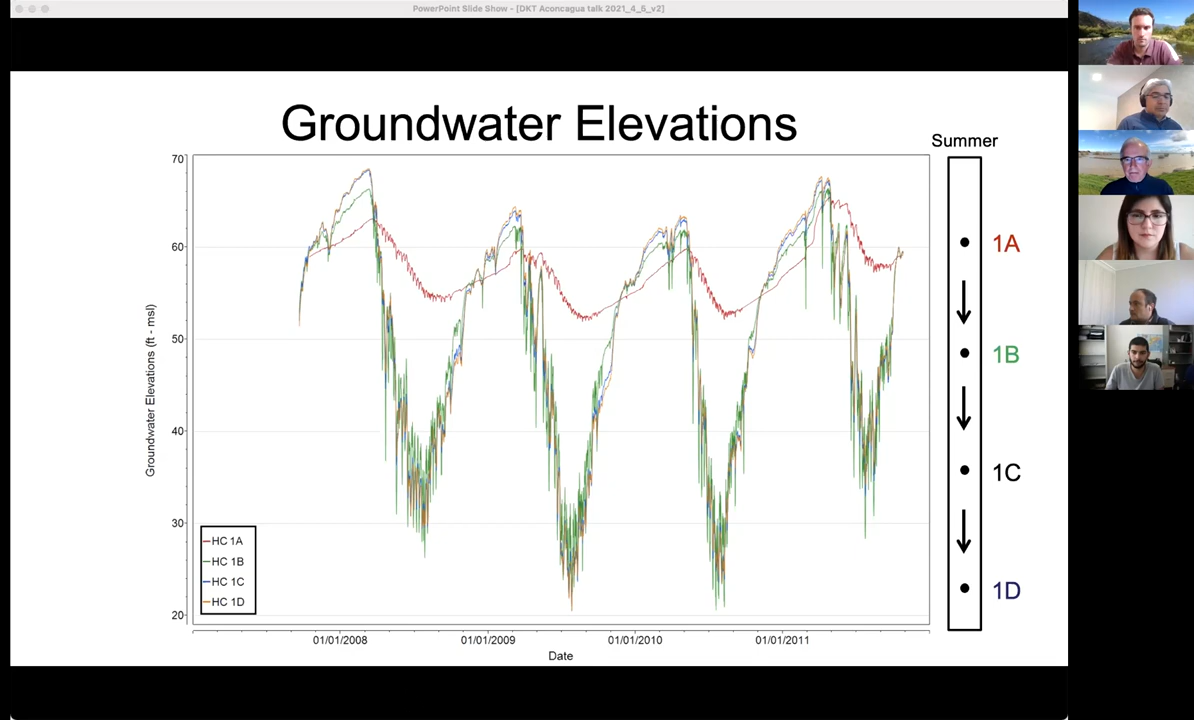 PowerPoint Slide Show - [DKT Aconcagua talk 2021_4_5_v2]
Groundwater Elevations
Summer
70
60
50
40
30
20
Groundwater Elevations (ft - msl)
HC 1A
HC 1B
HC 1C
HC 1D
01/01/2008
01/01/2009
01/01/2010
01/01/2011
Date
1A
1B
1C
1D